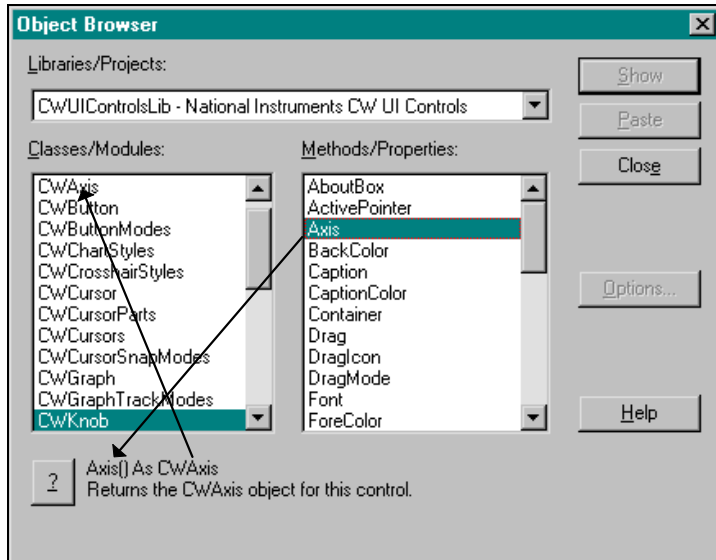 Object Browser
Libraries/Projects:
CWUIControlsLib - National Instruments CW UI Controls
Show
Paste
Close
Classes/Modules:
CWAxis
CWButton
CWButtonModes
CWChartStyles
CWCrosshairStyles
CWCursor
CWCursorParts
CWCursors
CWCursorSnapModes
CWGraph
CWGraphTrackModes
CWKnob
Methods/Properties:
AboutBox
ActivePointer
Axis
BackColor
Caption
CaptionColor
Container
Drag
DragIcon
DragMode
Font
ForeColor
Options...
Help
?
Axis() As CWAxis
Returns the CWAxis object for this control.